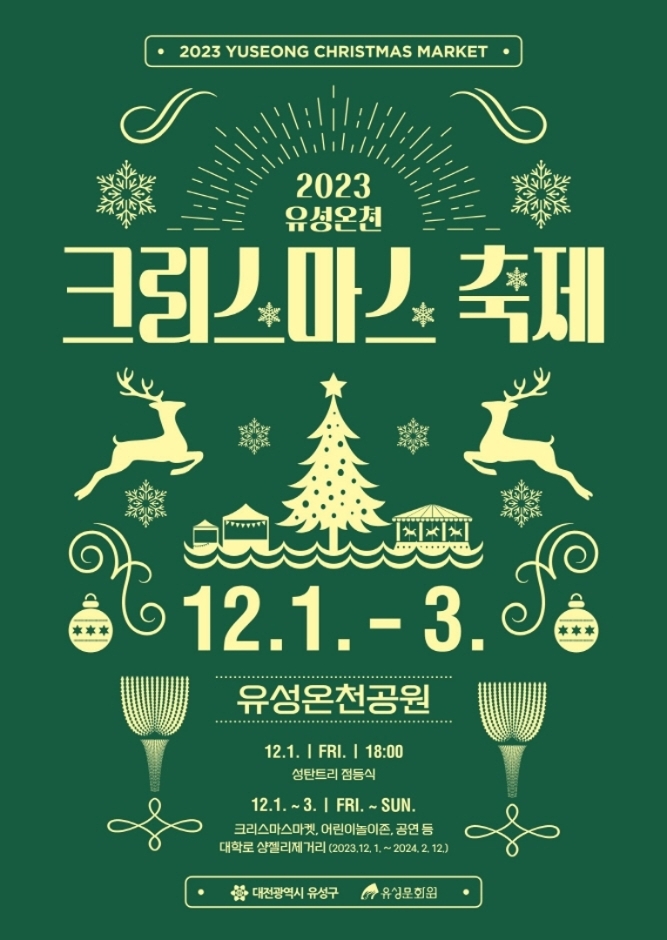 2023 YUSEONG CHRISTMAS MARKET
2023
유성온천
크리스마스 축제
12.1. - 3.
유성온천공원
12.1. | FRI. | 18:00
성탄트리 점등식
12.1. ~ 3. | FRI. ~ SUN.
크리스마스마켓, 어린이놀이존, 공연 등
대학로 샹젤리제거리 (2023.12. 1. ~ 2024. 2. 12.)
대전광역시 유성구 유성문화원